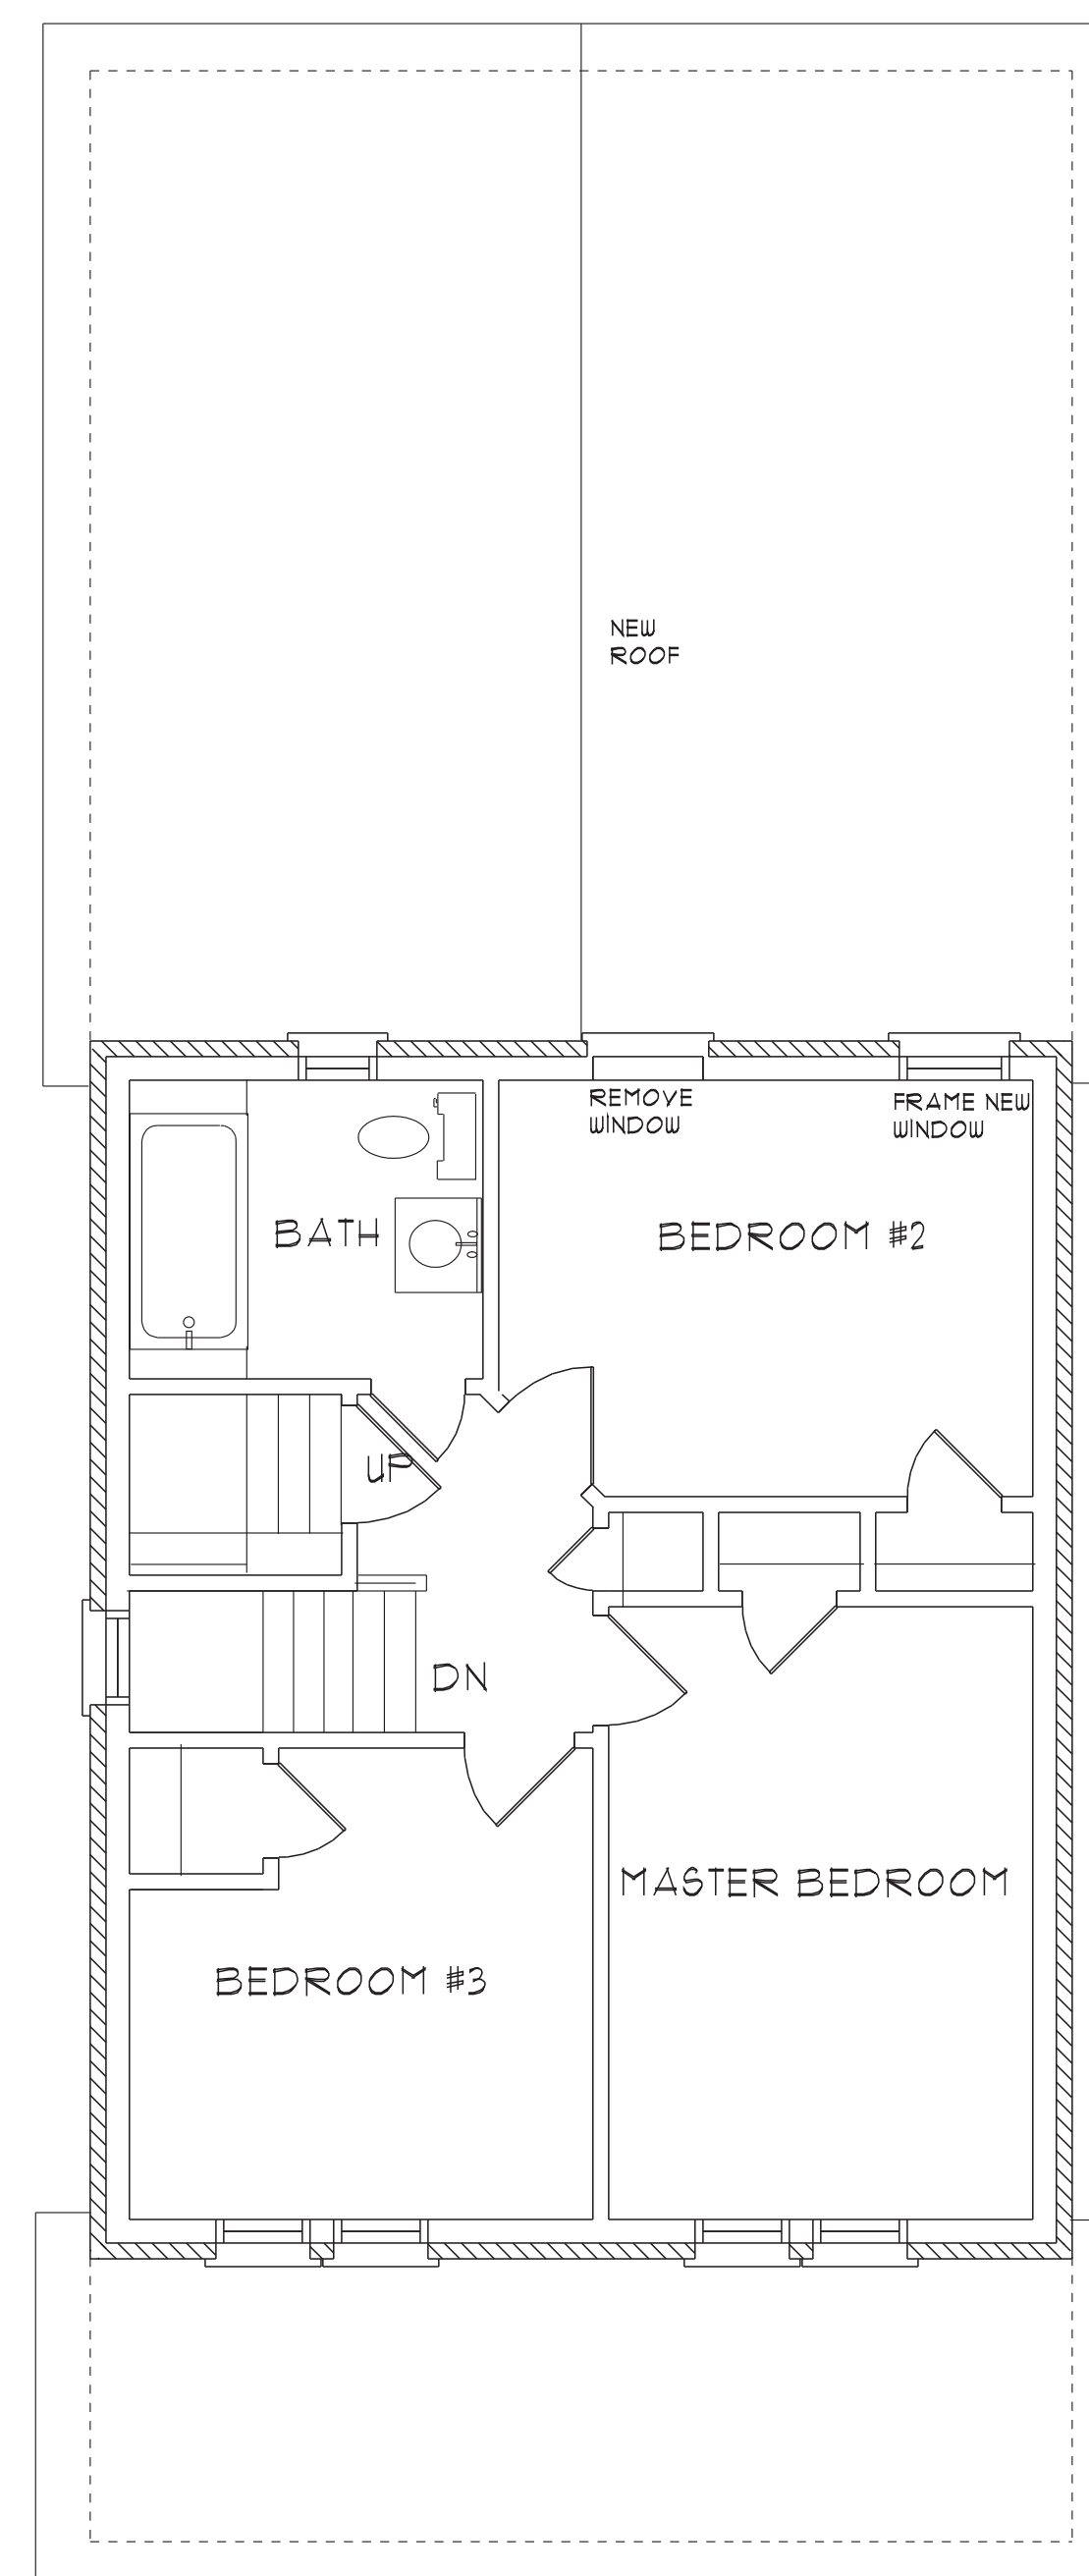 NEW
ROOF
REMOVE
WINDOW
FRAME NEW
WINDOW
BATH
BEDROOM #2
UP
DN
MASTER BEDROOM
BEDROOM #3